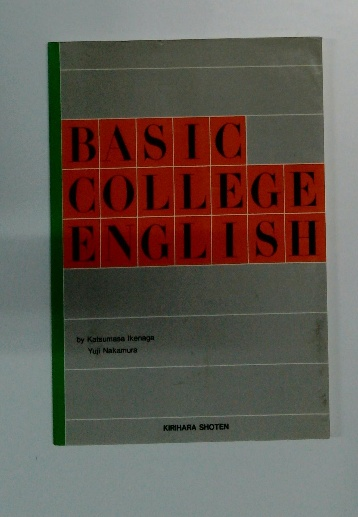 BASIC
COLLEGE
ENGLISH
by Katsumasa Ikenaga
Yuji Nakamura
KIRIHARA SHOTEN